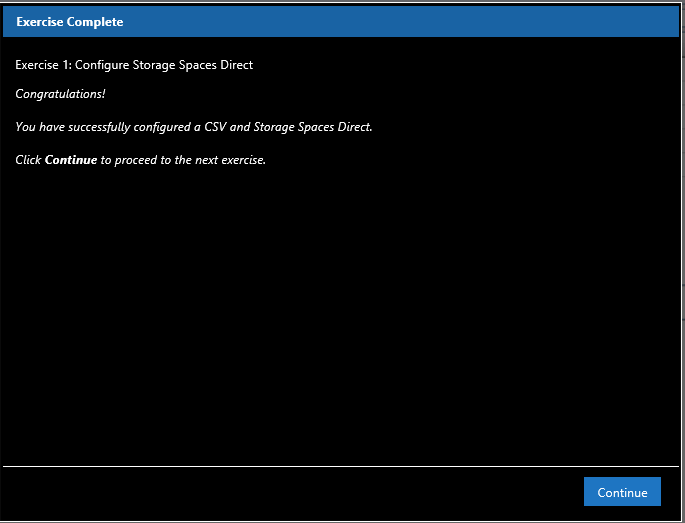 Exercise Complete
Exercise 1: Configure Storage Spaces Direct
Congratulations!
You have successfully configured a CSV and Storage Spaces Direct.
Click Continue to proceed to the next exercise.
Continue